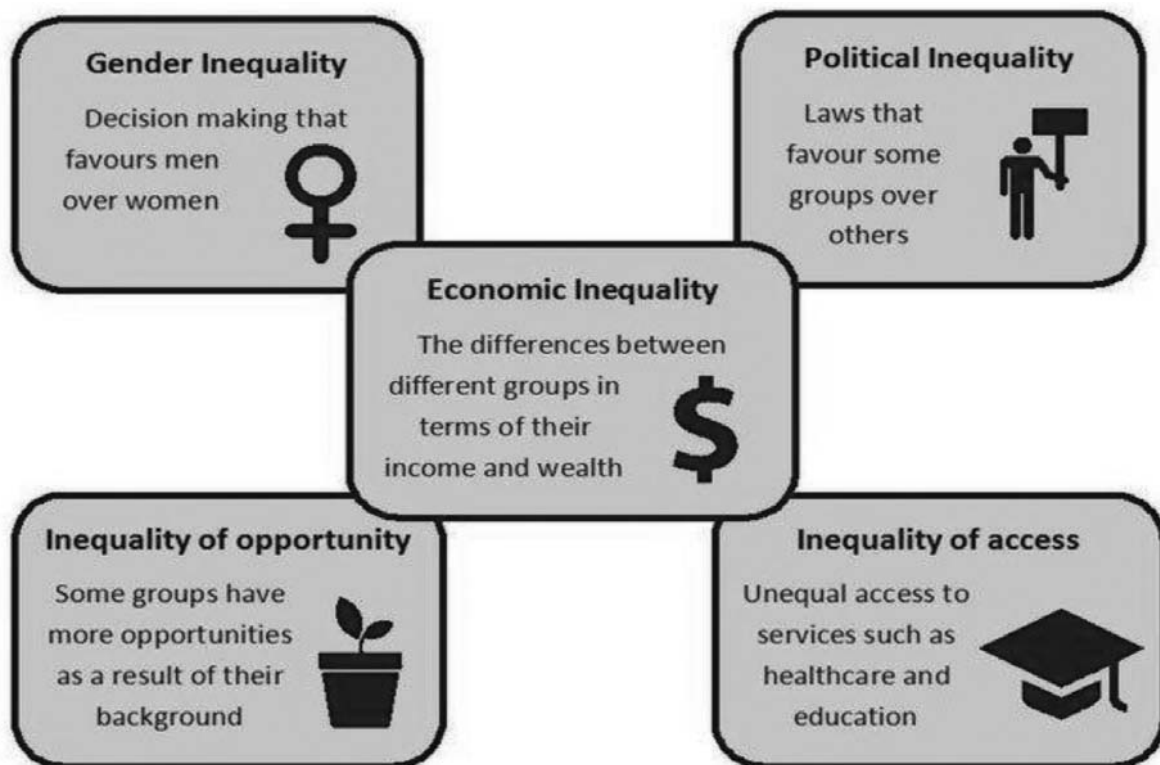 Gender Inequality
Decision making that
favours men
over women
Political Inequality
Laws that
favour some
groups over
others
Economic Inequality
The differences between
different groups in
terms of their
income and wealth
$
Inequality of opportunity
Some groups have
more opportunities
as a result of their
background
Inequality of access
Unequal access to
services such as
healthcare and
education